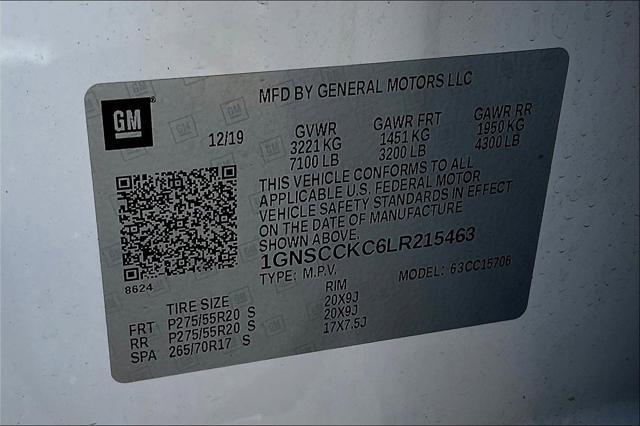 MFD BY GENERAL MOTORS LLC
GM®
12/19
GVWR GAWR FRT GAWR RR
3221 KG 1451 KG 1950 KG
7100 LB 3200 LB 4300 LB
THIS VEHICLE CONFORMS TO ALL
APPLICABLE U.S. FEDERAL MOTOR
VEHICLE SAFETY STANDARDS IN EFFECT
ON THE DATE OF MANUFACTURE
SHOWN ABOVE.
1GNSCCKC6LR215463
TYPE: M.P.V. MODEL: 63CC15706
8624
TIRE SIZE RIM
FRT P275/55R20 S 20X9J
RR P275/55R20 S 20X9J
SPA 265/70R17 S 17X7.5J